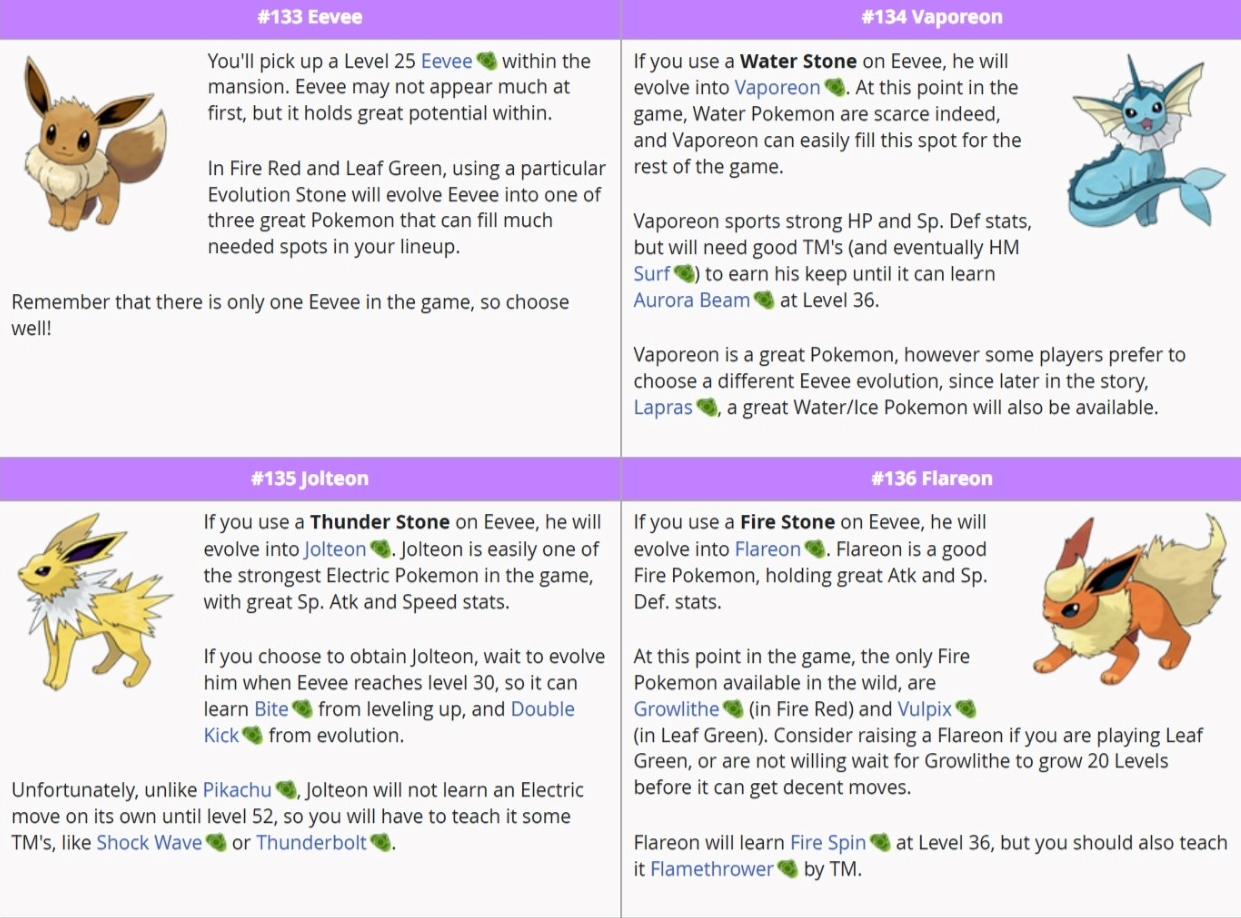 #133 Eevee
You'll pick up a Level 25 Eevee within the
mansion. Eevee may not appear much at
first, but it holds great potential within.
In Fire Red and Leaf Green, using a particular
Evolution Stone will evolve Eevee into one of
three great Pokemon that can fill much
needed spots in your lineup.
Remember that there is only one Eevee in the game, so choose
well!
#134 Vaporeon
If you use a Water Stone on Eevee, he will
evolve into Vaporeon. At this point in the
game, Water Pokemon are scarce indeed,
and Vaporeon can easily fill this spot for the
rest of the game.
Vaporeon sports strong HP and Sp. Def stats,
but will need good TM's (and eventually HM
Surf) to earn his keep until it can learn
Aurora Beam at Level 36.
Vaporeon is a great Pokemon, however some players prefer to
choose a different Eevee evolution, since later in the story,
Lapras, a great Water/Ice Pokemon will also be available.
#135 Jolteon
If you use a Thunder Stone on Eevee, he will
evolve into Jolteon. Jolteon is easily one of
the strongest Electric Pokemon in the game,
with great Sp. Atk and Speed stats.
If you choose to obtain Jolteon, wait to evolve
him when Eevee reaches level 30, so it can
learn Bite from leveling up, and Double
Kick from evolution.
Unfortunately, unlike Pikachu, Jolteon will not learn an Electric
move on its own until level 52, so you will have to teach it some
TM's, like Shock Wave or Thunderbolt.
#136 Flareon
If you use a Fire Stone on Eevee, he will
evolve into Flareon. Flareon is a good
Fire Pokemon, holding great Atk and Sp.
Def. stats.
At this point in the game, the only Fire
Pokemon available in the wild, are
Growlithe (in Fire Red) and Vulpix
(in Leaf Green). Consider raising a Flareon if you are playing Leaf
Green, or are not willing wait for Growlithe to grow 20 Levels
before it can get decent moves.
Flareon will learn Fire Spin at Level 36, but you should also teach
it Flamethrower by TM.